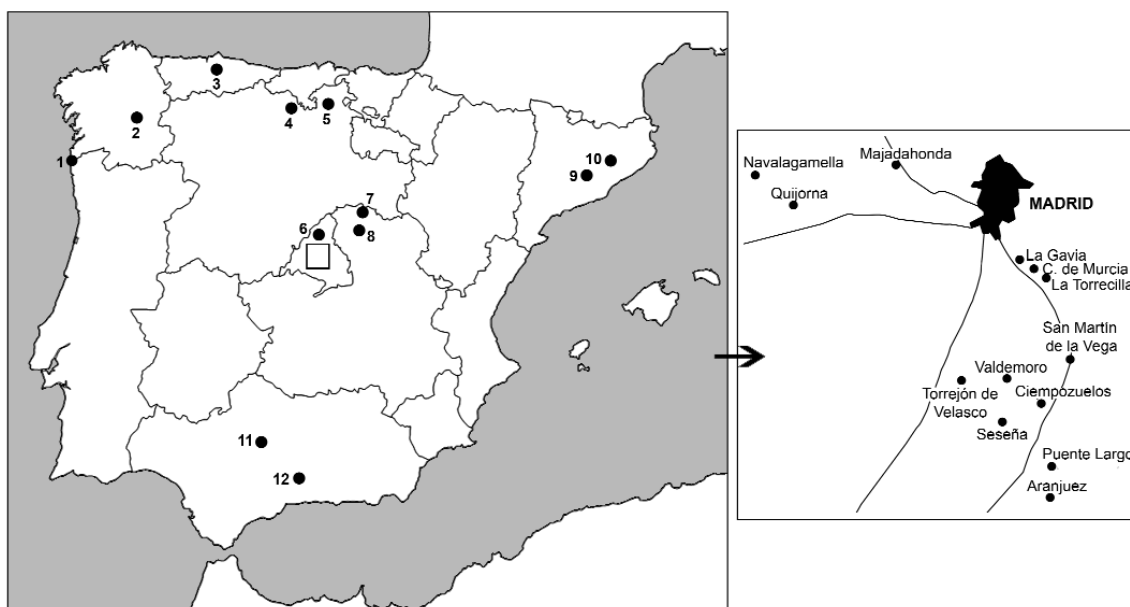 1
2
3
4
5
6
7
8
9
10
11
12
Navalagamella
Majadahonda
Quijorna
MADRID
La Gavia
C. de Murcia
La Torrecilla
San Martín
de la Vega
Valdemoro
Torrejón de
Velasco
Ciempozuelos
Seseña
Puente Largo
Aranjuez